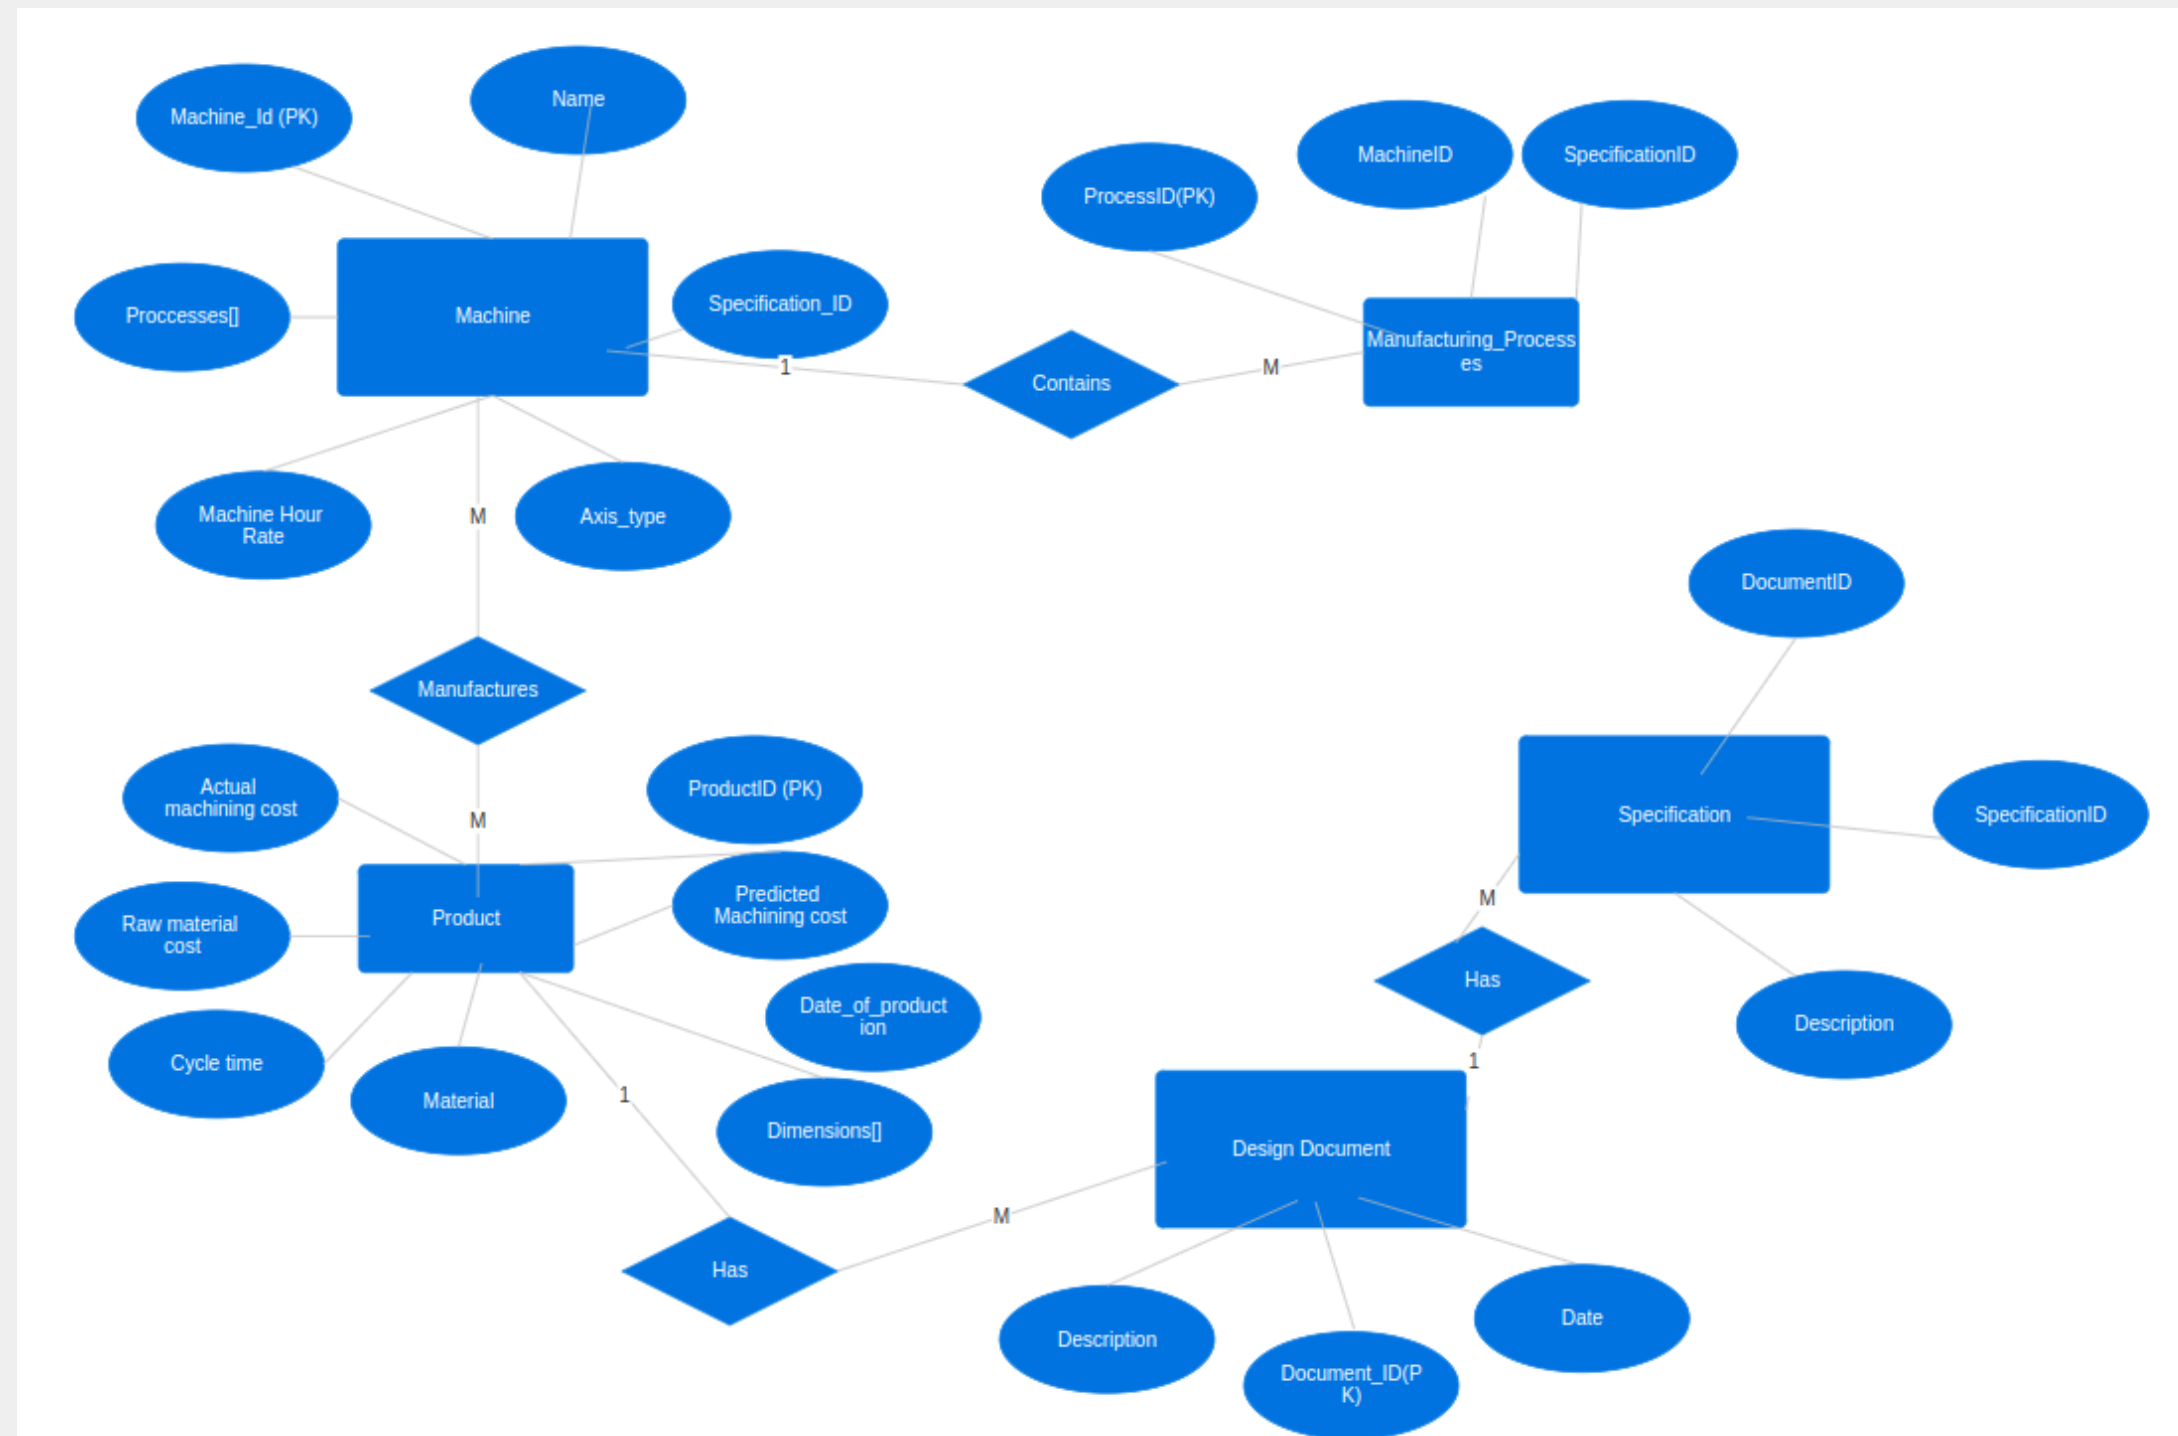 Name
Machine_Id (PK)
MachineID
SpecificationID
ProcessID(PK)
Specification_ID
Proccesses[]
Machine
Manufacturing_Process
es
1
M
Contains
Machine Hour
Rate
M
Axis_type
DocumentID
Manufactures
Actual
machining cost
ProductID (PK)
M
Specification
SpecificationID
Predicted
Machining cost
M
Raw material
cost
Product
Has
Date_of_product
ion
Description
Cycle time
1
Material
1
Dimensions[]
Design Document
M
Has
Description
Date
Document_ID(P
K)